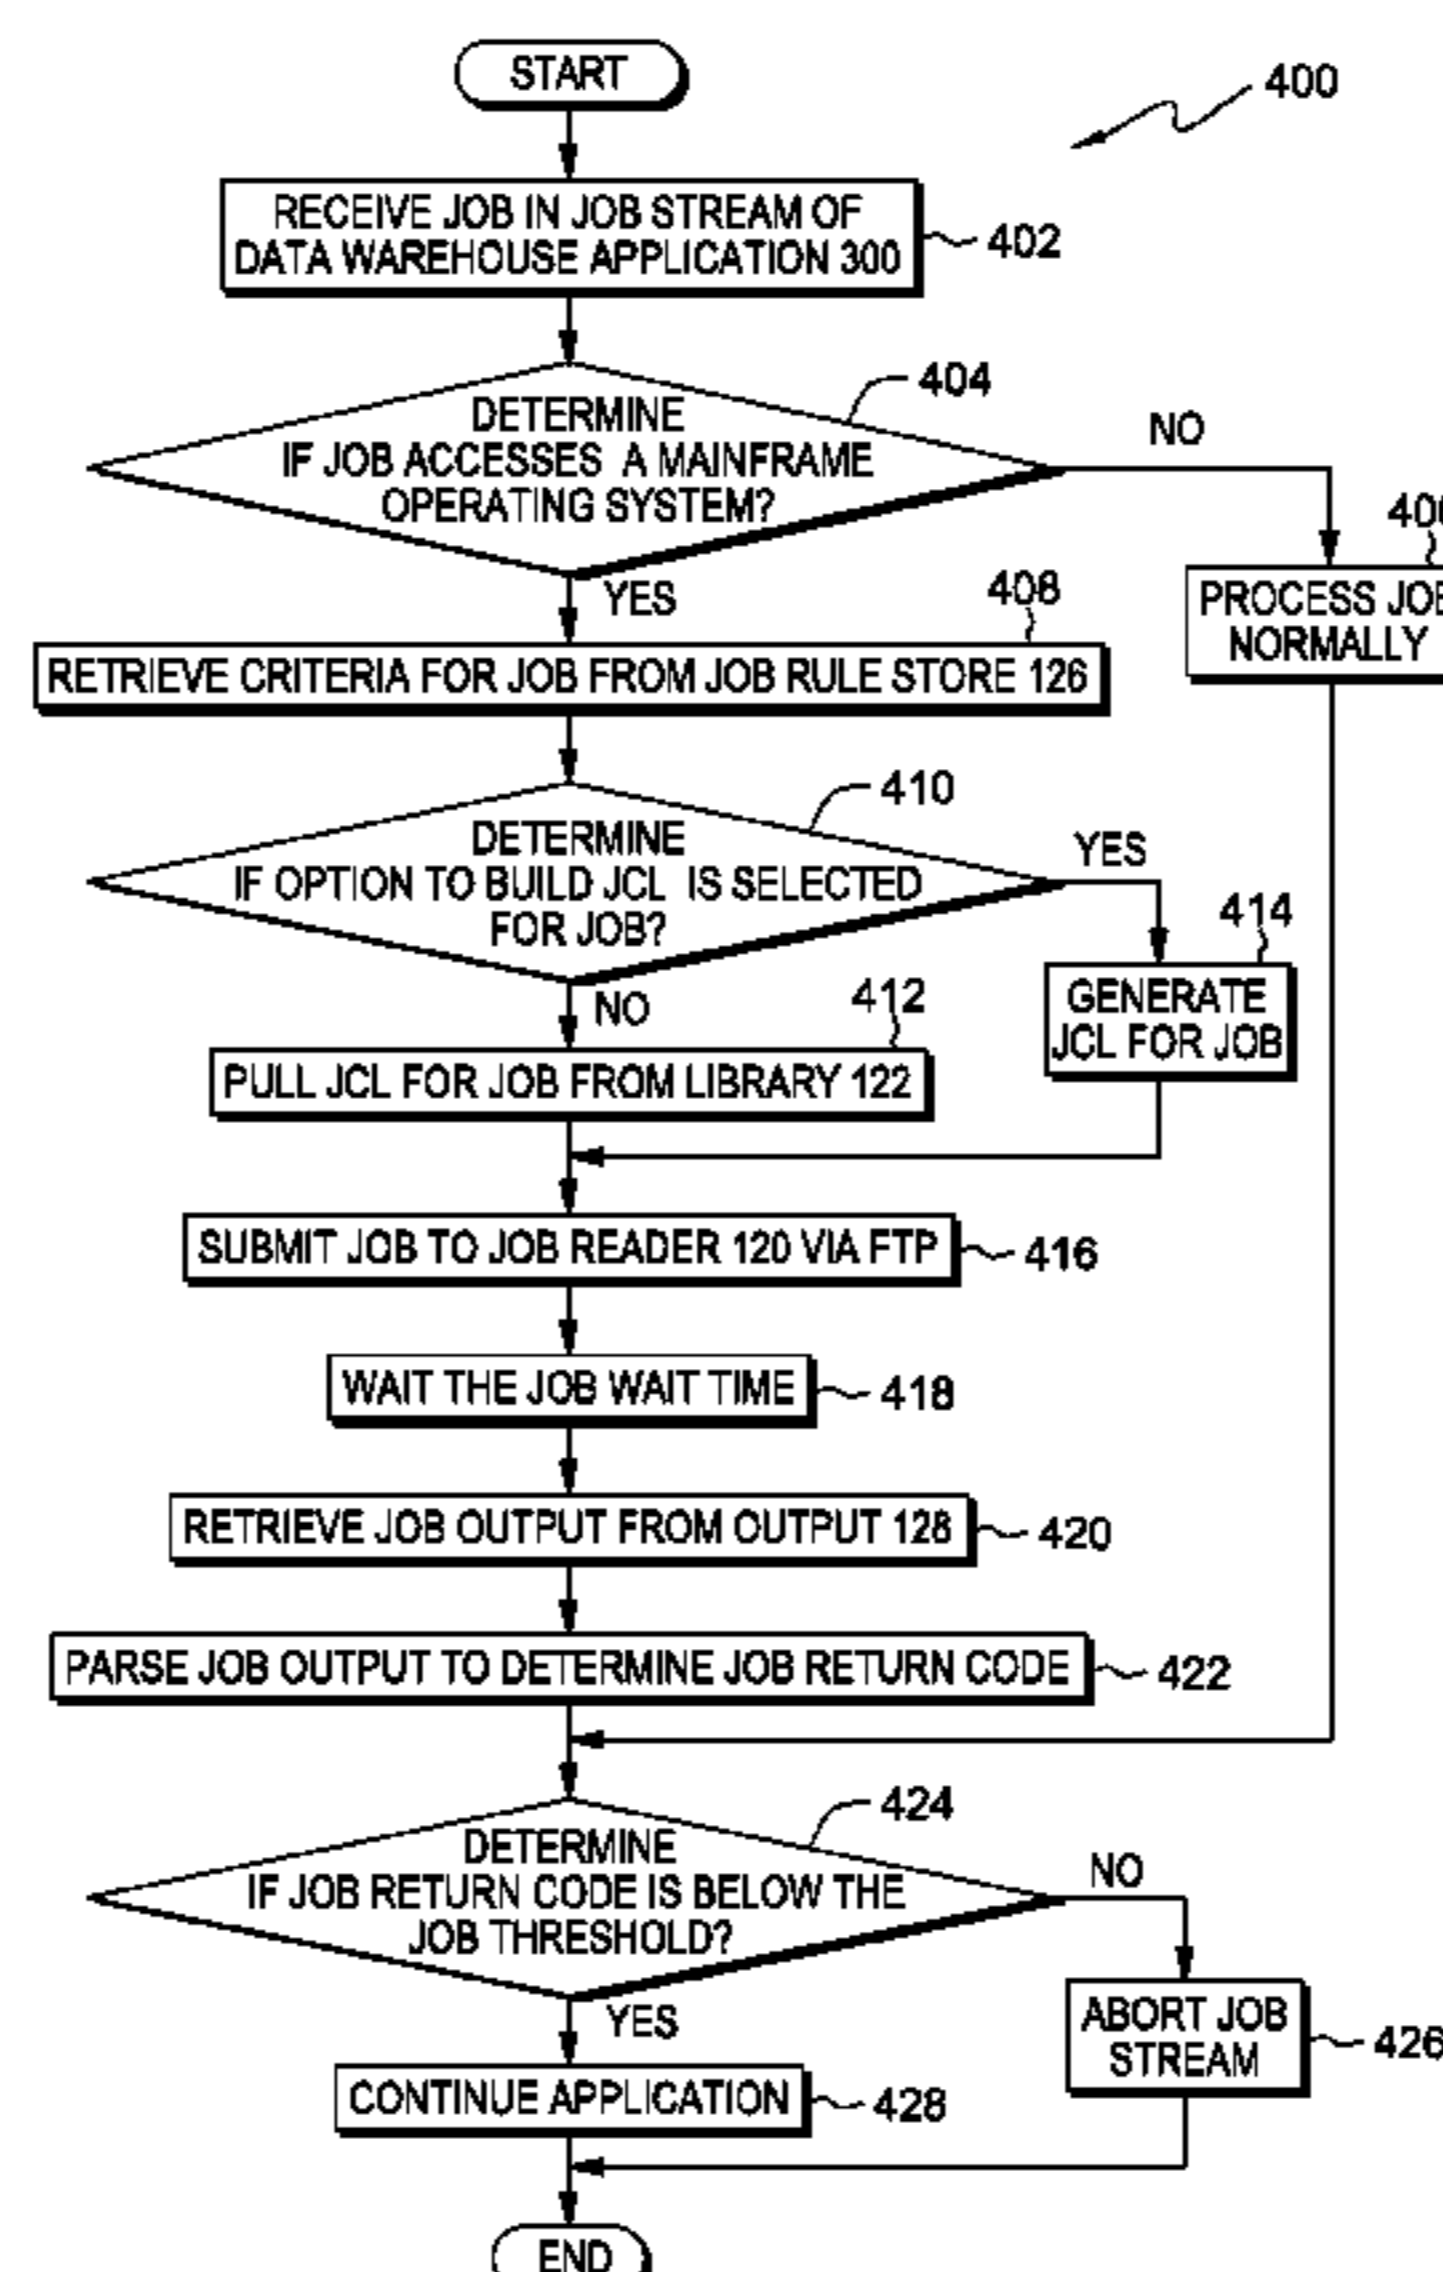 START
400
RECEIVE JOB IN JOB STREAM OF
DATA WAREHOUSE APPLICATION 300
402
404
DETERMINE
IF JOB ACCESSES A MAINFRAME
OPERATING SYSTEM?
NO
YES
PROCESS JOB
NORMALLY
408
RETRIEVE CRITERIA FOR JOB FROM JOB RULE STORE 126
410
DETERMINE
IF OPTION TO BUILD JCL IS SELECTED
FOR JOB?
YES
414
GENERATE
JCL FOR JOB
NO
412
PULL JCL FOR JOB FROM LIBRARY 122
SUBMIT JOB TO JOB READER 120 VIA FTP
416
WAIT THE JOB WAIT TIME
418
RETRIEVE JOB OUTPUT FROM OUTPUT 128
420
PARSE JOB OUTPUT TO DETERMINE JOB RETURN CODE
422
424
DETERMINE
IF JOB RETURN CODE IS BELOW THE
JOB THRESHOLD?
NO
YES
ABORT JOB
STREAM
426
CONTINUE APPLICATION
428
END